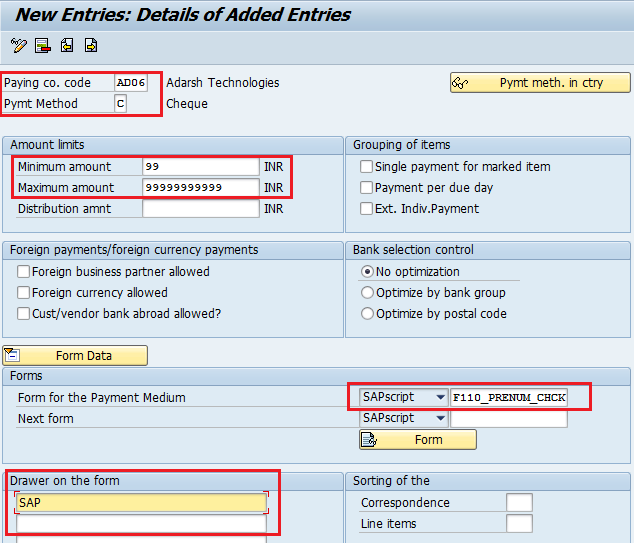 New Entries: Details of Added Entries
Paying co. code AD06 Adarsh Technologies
Pymt meth. in ctry
Pymt Method C Cheque
Amount limits
Minimum amount 99 INR
Maximum amount 99999999999 INR
Distribution amnt INR
Grouping of items
Single payment for marked item
Payment per due day
Ext. Indiv.Payment
Foreign payments/foreign currency payments
Foreign business partner allowed
Foreign currency allowed
Cust/vendor bank abroad allowed?
Bank selection control
No optimization
Optimize by bank group
Optimize by postal code
Form Data
Forms
Form for the Payment Medium SAPscript F110_PRENUM_CHCK
Next form SAPscript
Form
Drawer on the form
SAP
Sorting of the
Correspondence
Line items